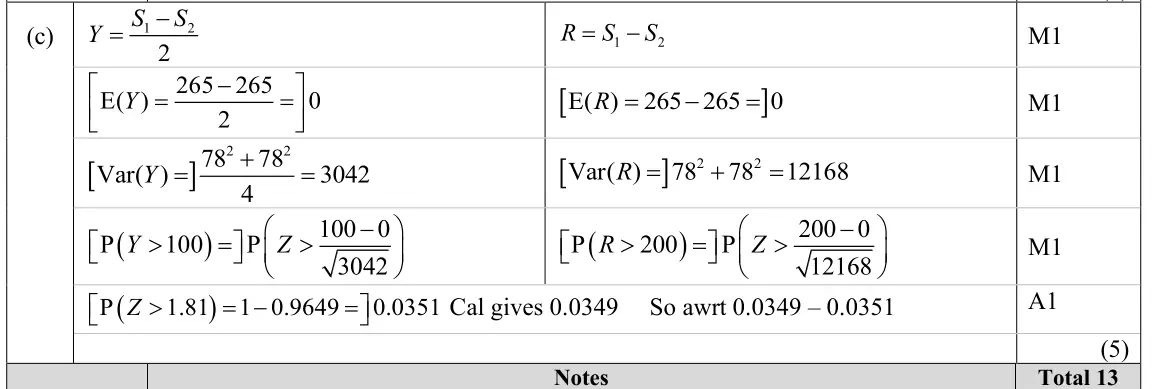 (c) Y = (S₁ − S₂)/2 R = S₁ − S₂ M1
[E(Y) = (265 − 265)/2 =] 0 [E(R) = 265 − 265 =] 0 M1
[Var(Y) =] (78² + 78²)/4 = 3042 [Var(R) =] 78² + 78² = 12168 M1
[P(Y > 100) =] P(Z > (100 − 0)/√3042) [P(R > 200) =] P(Z > (200 − 0)/√12168) M1
[P(Z > 1.81) = 1 − 0.9649 =] 0.0351 Cal gives 0.0349 So awrt 0.0349 – 0.0351 A1
(5)
Notes Total 13